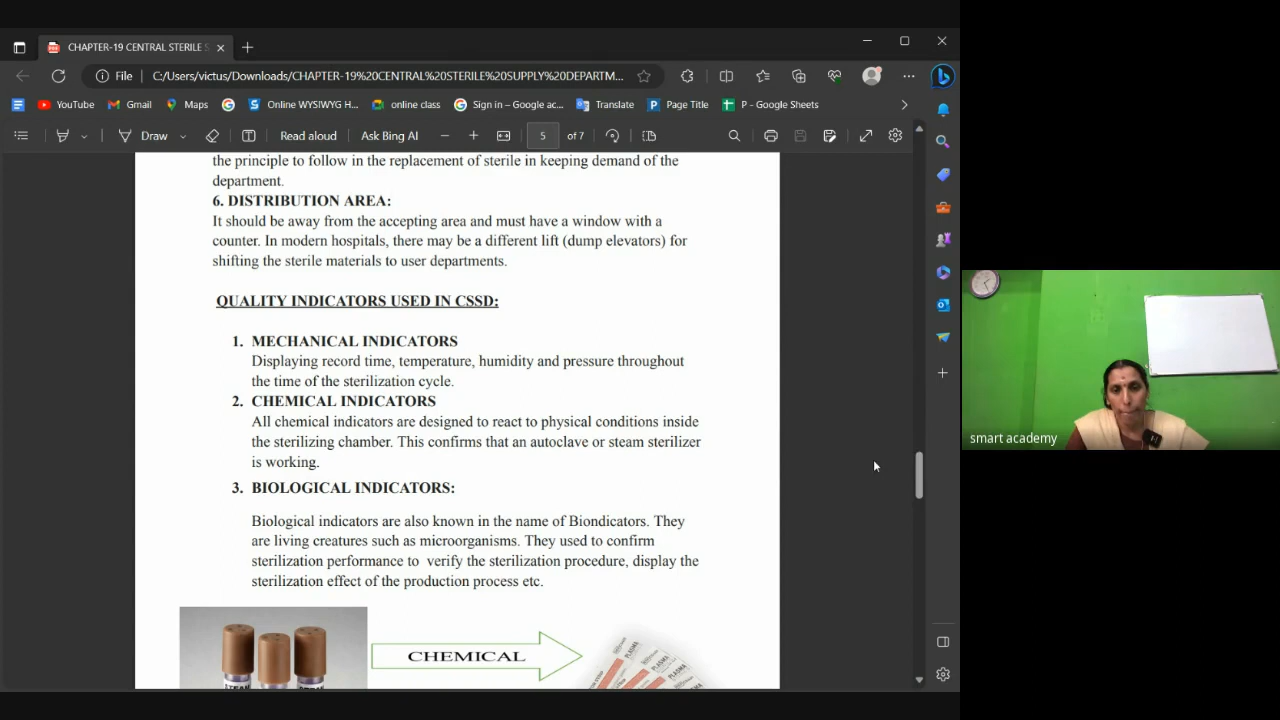 CHAPTER-19 CENTRAL STERILE S
File
C:/Users/victus/Downloads/CHAPTER-19%20CENTRAL%20STERILE%20SUPPLY%20DEPARTM...
YouTube
Gmail
Maps
Online WYSIWYG H...
online class
Sign in – Google ac...
Translate
Page Title
P - Google Sheets
Draw
Read aloud
Ask Bing AI
5
of 7
the principle to follow in the replacement of sterile in keeping demand of the
department.
6. DISTRIBUTION AREA:
It should be away from the accepting area and must have a window with a
counter. In modern hospitals, there may be a different lift (dump elevators) for
shifting the sterile materials to user departments.
QUALITY INDICATORS USED IN CSSD:
1. MECHANICAL INDICATORS
Displaying record time, temperature, humidity and pressure throughout
the time of the sterilization cycle.
2. CHEMICAL INDICATORS
All chemical indicators are designed to react to physical conditions inside
the sterilizing chamber. This confirms that an autoclave or steam sterilizer
is working.
3. BIOLOGICAL INDICATORS:
Biological indicators are also known in the name of Biondicators. They
are living creatures such as microorganisms. They used to confirm
sterilization performance to verify the sterilization procedure, display the
sterilization effect of the production process etc.
CHEMICAL
PLASMA
PLASMA
PLASMA
smart academy